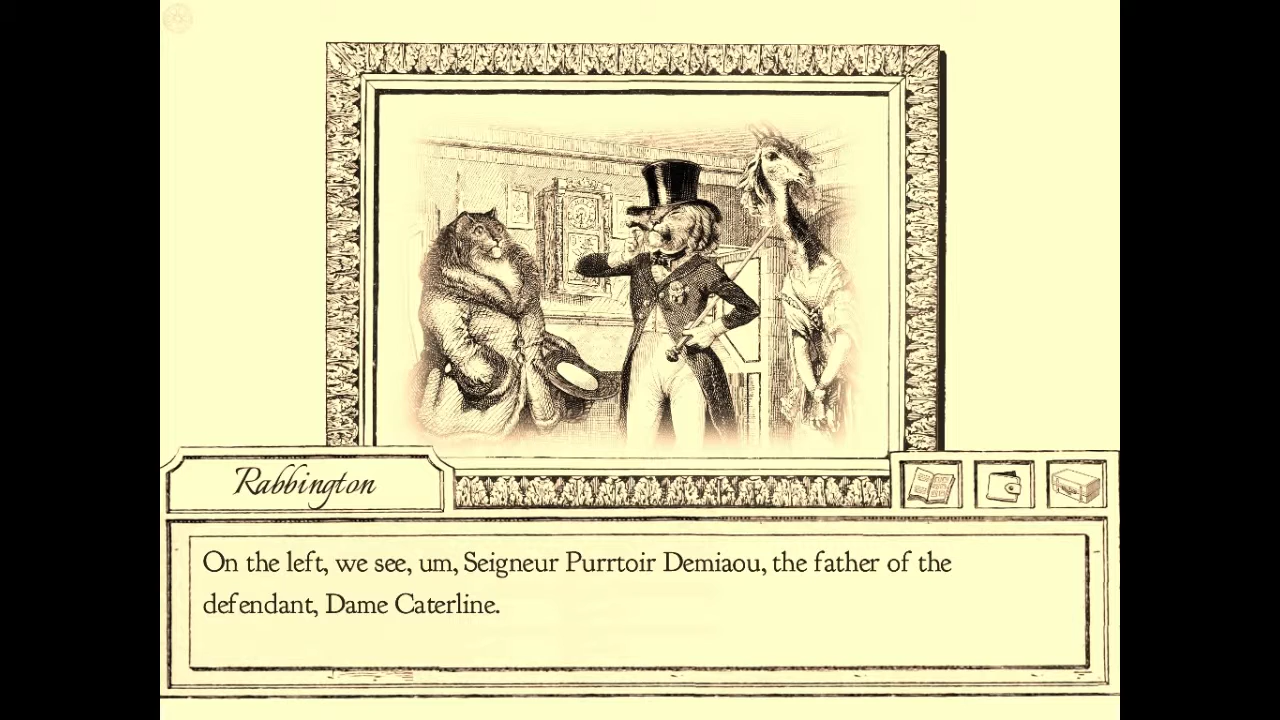 Rabbington
On the left, we see, um, Seigneur Purrtoir Demiaou, the father of the
defendant, Dame Caterline.